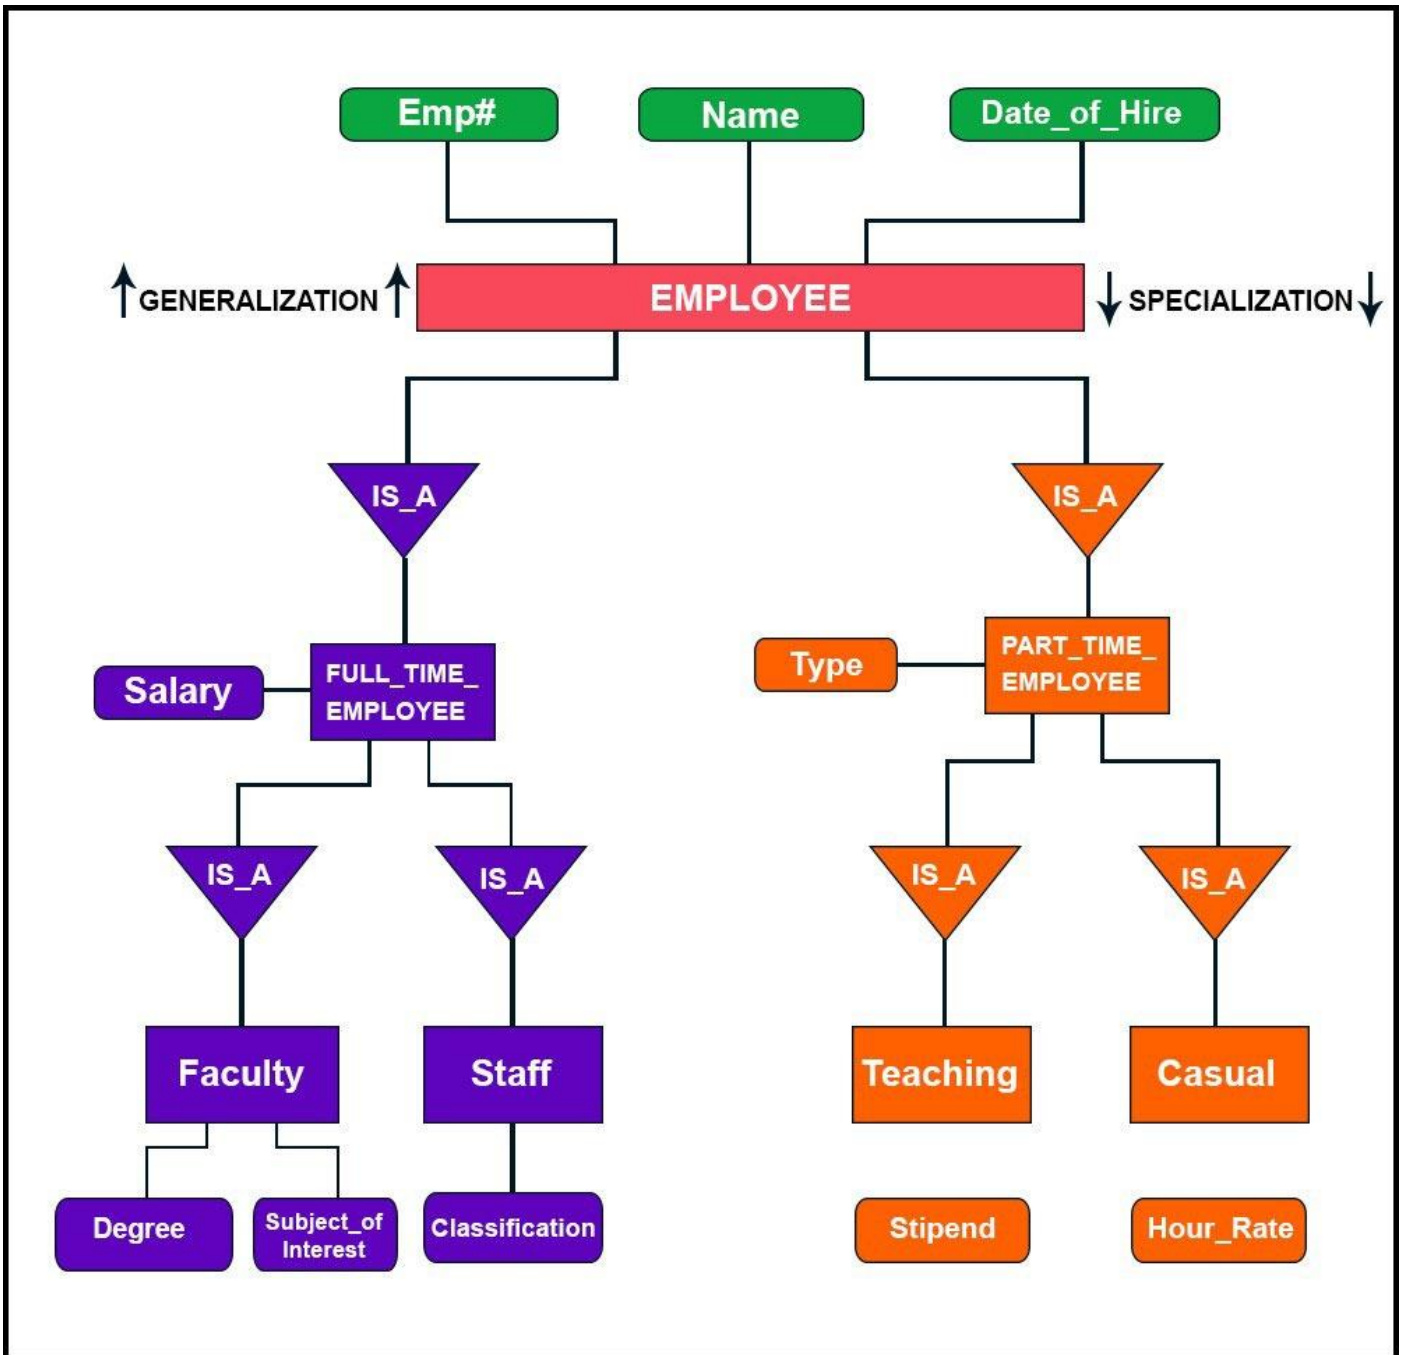 Emp#
Name
Date_of_Hire
GENERALIZATION
EMPLOYEE
SPECIALIZATION
IS_A
IS_A
Salary
FULL_TIME_
EMPLOYEE
Type
PART_TIME_
EMPLOYEE
IS_A
IS_A
IS_A
IS_A
Faculty
Staff
Teaching
Casual
Degree
Subject_of
Interest
Classification
Stipend
Hour_Rate